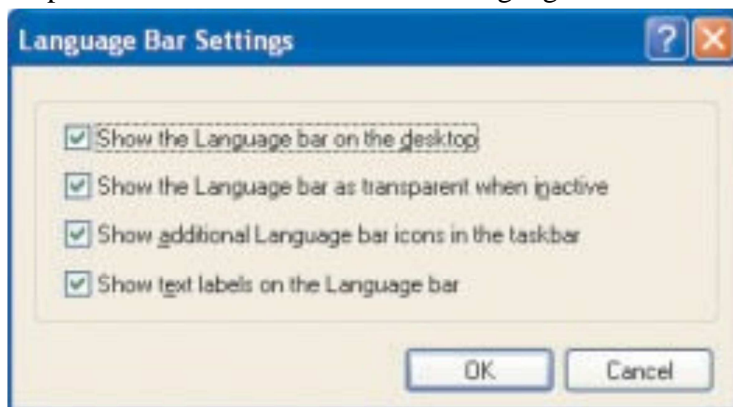 Language Bar Settings
Show the Language bar on the desktop
Show the Language bar as transparent when inactive
Show additional Language bar icons in the taskbar
Show text labels on the Language bar
OK Cancel